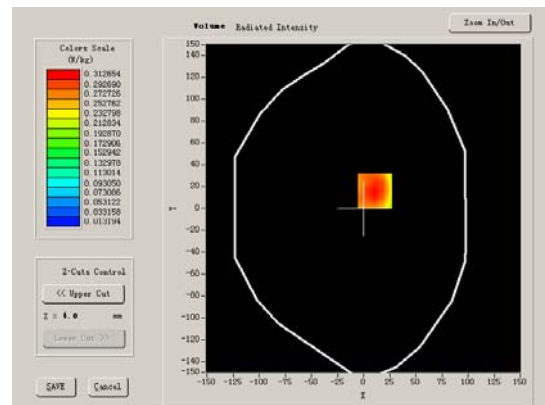 Volume Radiated Intensity
Zoom In/Out
Colors Scale
(W/kg)
0.312654
0.292690
0.272726
0.252762
0.232798
0.212834
0.192870
0.172906
0.152942
0.132978
0.113014
0.093050
0.073086
0.053122
0.033158
0.013194
Z-Cuts Control
<< Upper Cut
Z = 4.0 mm
Lower Cut >>
SAVE
Cancel
150
140
120
100
80
60
40
20
0
-20
-40
-60
-80
-100
-120
-140
-150
Y
-150 -125 -100 -75 -50 -25 0 25 50 75 100 125 150
X